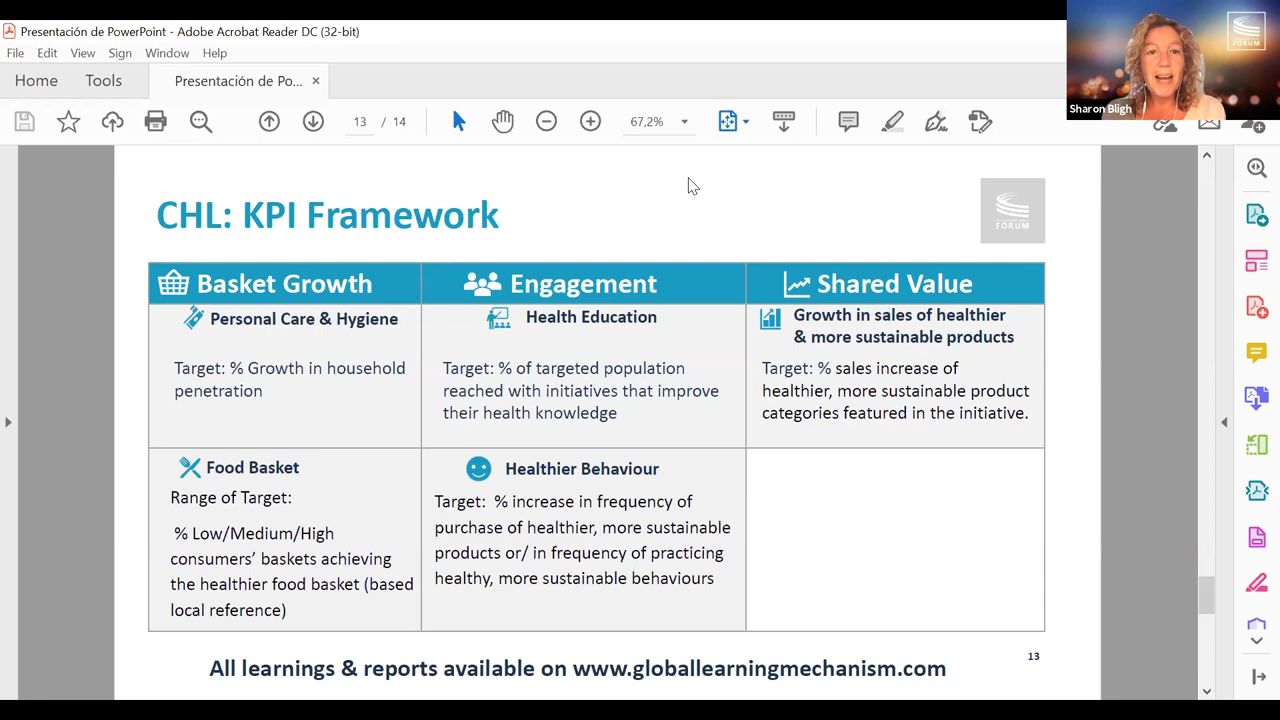 Presentación de PowerPoint - Adobe Acrobat Reader DC (32-bit)
File Edit View Sign Window Help
Home Tools Presentación de Po... ×
13 / 14 67,2%
FORUM
Sharon Bligh
CHL: KPI Framework
FORUM
Basket Growth Engagement Shared Value
Personal Care & Hygiene
Target: % Growth in household
penetration
Health Education
Target: % of targeted population
reached with initiatives that improve
their health knowledge
Growth in sales of healthier
& more sustainable products
Target: % sales increase of
healthier, more sustainable product
categories featured in the initiative.
Food Basket
Range of Target:
% Low/Medium/High
consumers’ baskets achieving
the healthier food basket (based
local reference)
Healthier Behaviour
Target: % increase in frequency of
purchase of healthier, more sustainable
products or/ in frequency of practicing
healthy, more sustainable behaviours
13
All learnings & reports available on www.globallearningmechanism.com